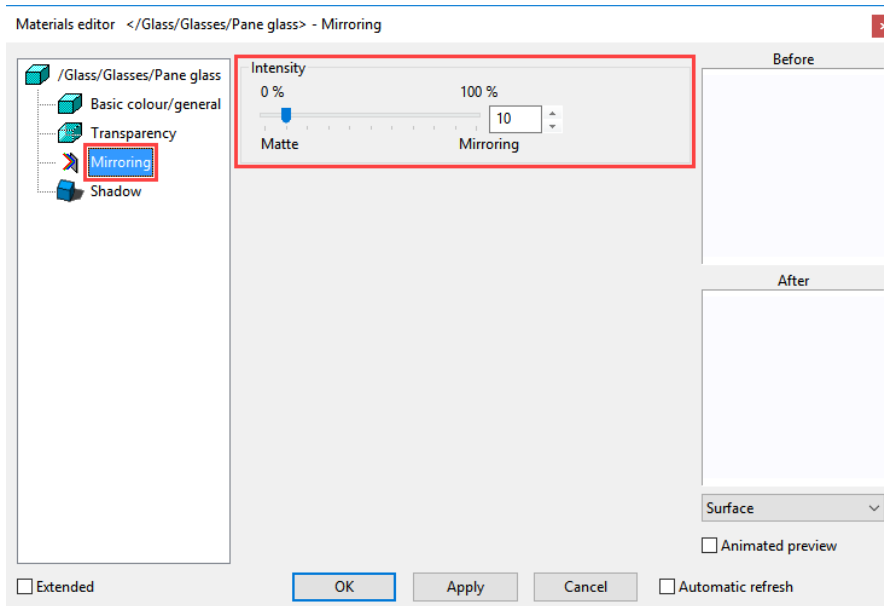 Materials editor </Glass/Glasses/Pane glass> - Mirroring
/Glass/Glasses/Pane glass
Basic colour/general
Transparency
Mirroring
Shadow
Intensity
0 % 100 %
10
Matte Mirroring
Before
After
Surface
Animated preview
Extended OK Apply Cancel Automatic refresh